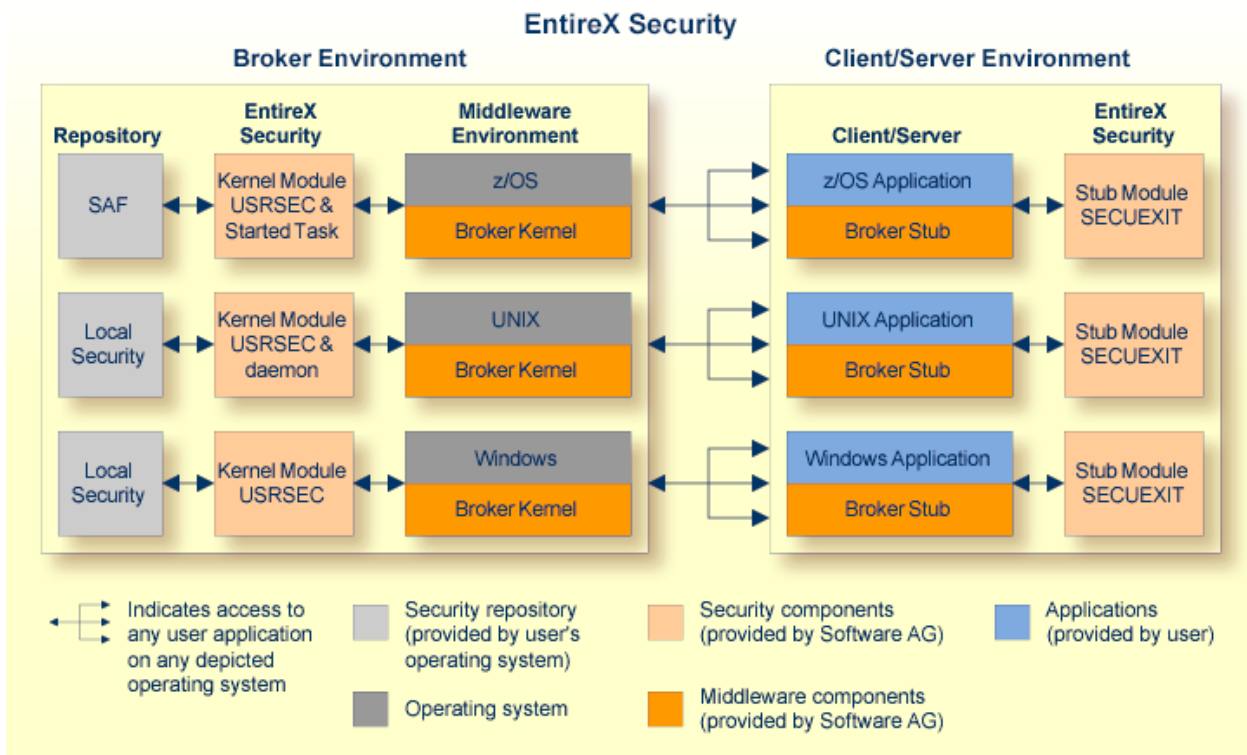 EntireX Security
Broker Environment
Client/Server Environment
Repository
EntireX
Security
Middleware
Environment
Client/Server
EntireX
Security
SAF
Kernel Module
USRSEC &
Started Task
z/OS
Broker Kernel
z/OS Application
Broker Stub
Stub Module
SECUEXIT
Local
Security
Kernel Module
USRSEC &
daemon
UNIX
Broker Kernel
UNIX Application
Broker Stub
Stub Module
SECUEXIT
Local
Security
Kernel Module
USRSEC
Windows
Broker Kernel
Windows Application
Broker Stub
Stub Module
SECUEXIT
Indicates access to
any user application
on any depicted
operating system
Security repository
(provided by user's
operating system)
Operating system
Security components
(provided by Software AG)
Middleware components
(provided by Software AG)
Applications
(provided by user)